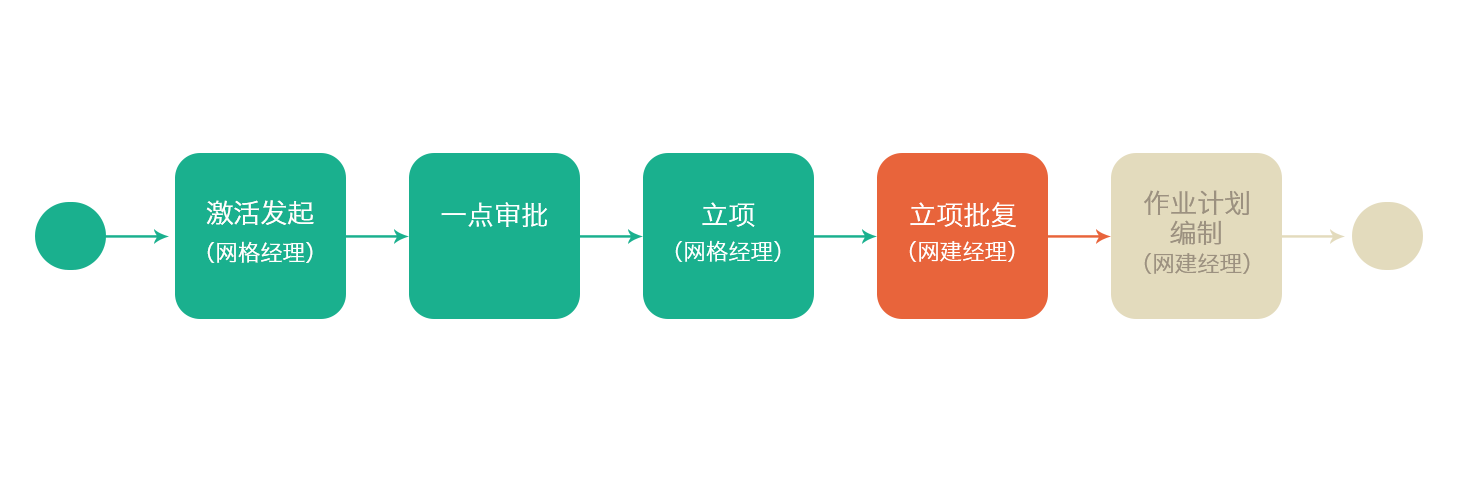 激活发起
（网格经理）
一点审批
立项
（网格经理）
立项批复
（网建经理）
作业计划
编制
（网建经理）